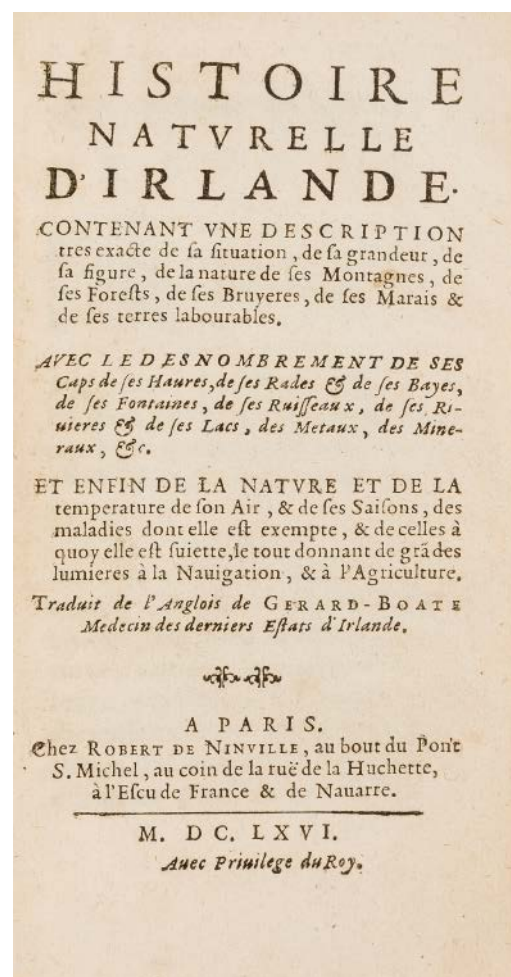 HISTOIRE
NATVRELLE
D'IRLANDE.
CONTENANT VNE DESCRIPTION
tres exacte de ſa ſituation, de ſa grandeur, de
ſa figure, de la nature de ſes Montagnes, de
ſes Foreſts, de ſes Bruyeres, de ſes Marais &
de ſes terres labourables.
AVEC LE DESNOMBREMENT DE SES
Caps de ſes Haures, de ſes Rades & de ſes Bayes,
de ſes Fontaines, de ſes Ruiſſeaux, de ſes Ri-
uieres & de ſes Lacs, des Metaux, des Mine-
raux, &c.
ET ENFIN DE LA NATVRE ET DE LA
temperature de ſon Air, & de ſes Saiſons, des
maladies dont elle eſt exempte, & de celles à
quoy elle eſt ſuiette, le tout donnant de grādes
lumieres à la Nauigation, & à l'Agriculture.
Traduit de l'Anglois de GERARD-BOATE
Medecin des derniers Eſtats d'Irlande.
A PARIS.
Chez ROBERT DE NINVILLE, au bout du Pont
S. Michel, au coin de la ruë de la Huchette,
à l'Eſcu de France & de Nauarre.
M. DC. LXVI.
Auec Priuilege du Roy.